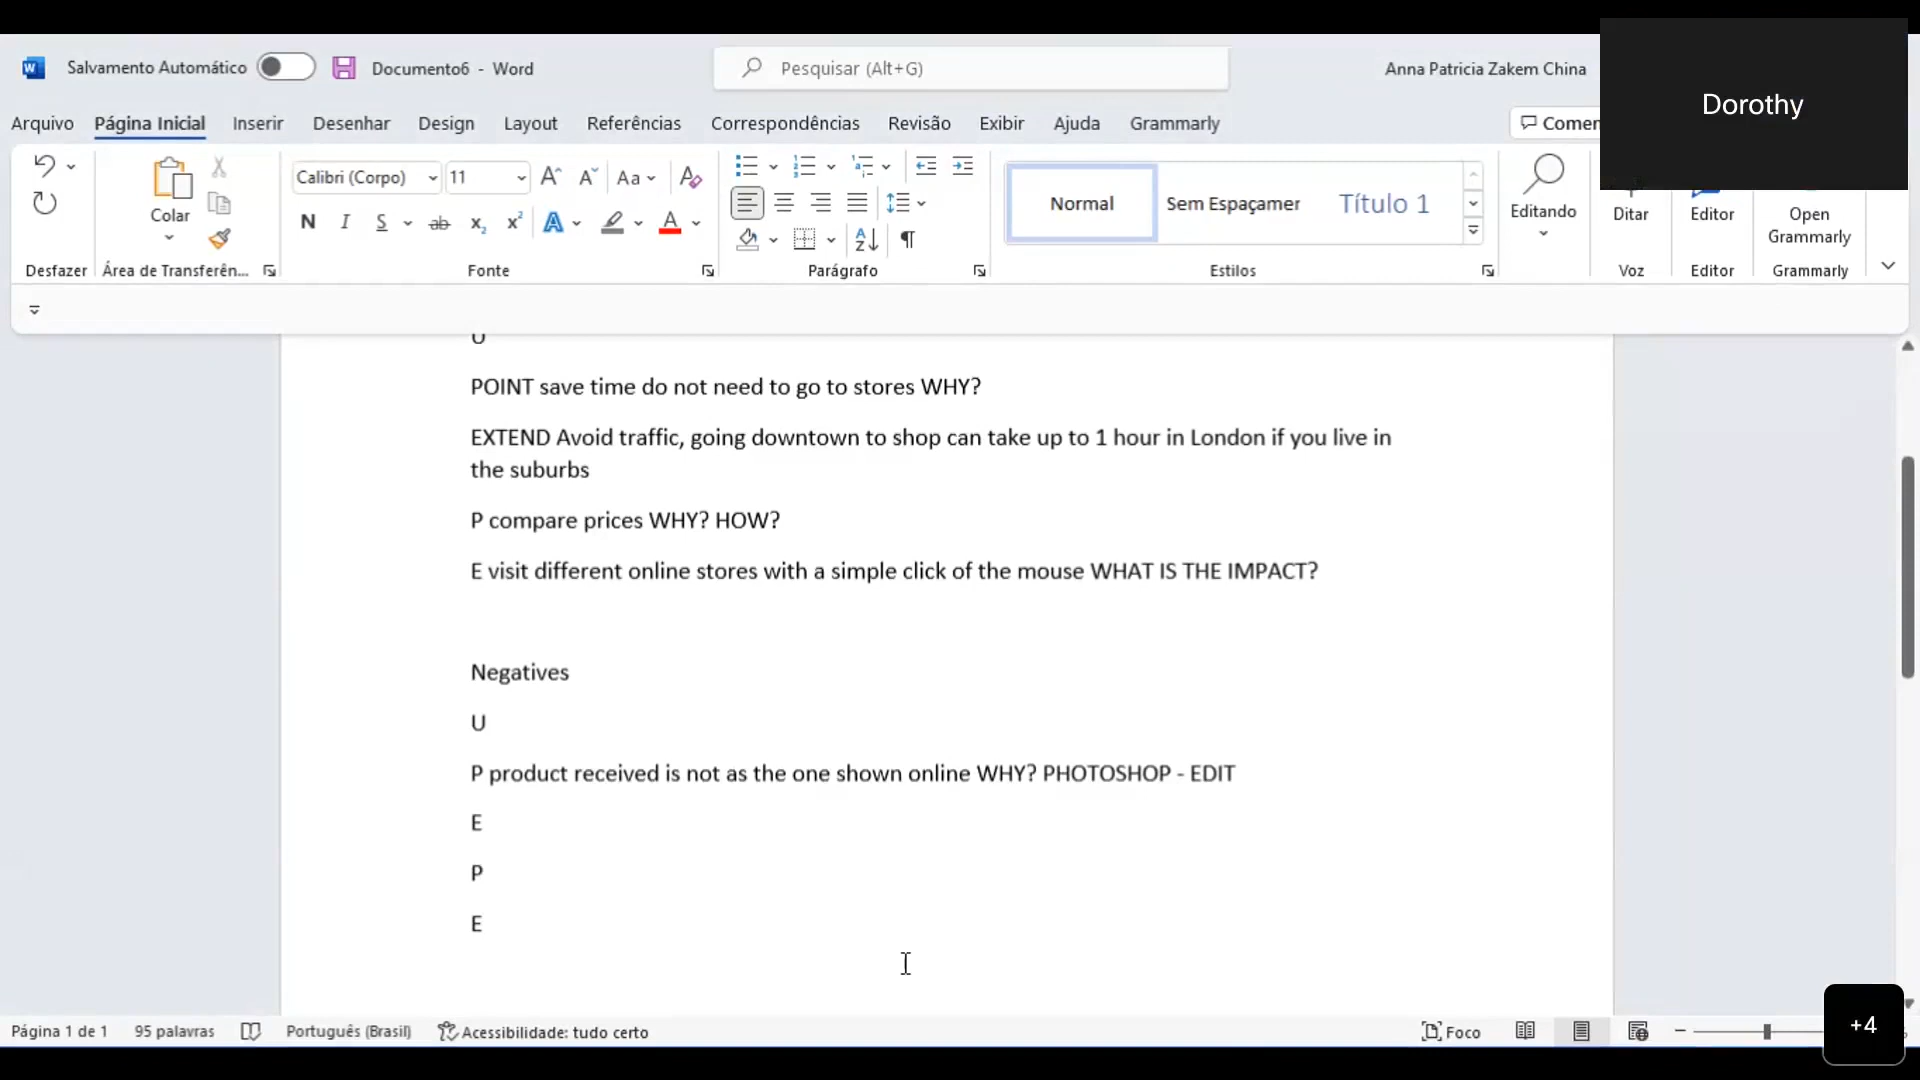 Salvamento Automático
Documento6 - Word
Pesquisar (Alt+G)
Anna Patricia Zakem China
Dorothy
Arquivo
Página Inicial
Inserir
Desenhar
Design
Layout
Referências
Correspondências
Revisão
Exibir
Ajuda
Grammarly
Comen
Colar
Calibri (Corpo)
11
Aa
N
I
S
ab
Normal
Sem Espaçamer
Título 1
Editando
Ditar
Editor
Open
Grammarly
Desfazer
Área de Transferên...
Fonte
Parágrafo
Estilos
Voz
Editor
Grammarly
U
POINT save time do not need to go to stores WHY?
EXTEND Avoid traffic, going downtown to shop can take up to 1 hour in London if you live in
the suburbs
P compare prices WHY? HOW?
E visit different online stores with a simple click of the mouse WHAT IS THE IMPACT?
Negatives
U
P product received is not as the one shown online WHY? PHOTOSHOP - EDIT
E
P
E
Página 1 de 1
95 palavras
Português (Brasil)
Acessibilidade: tudo certo
Foco
+4